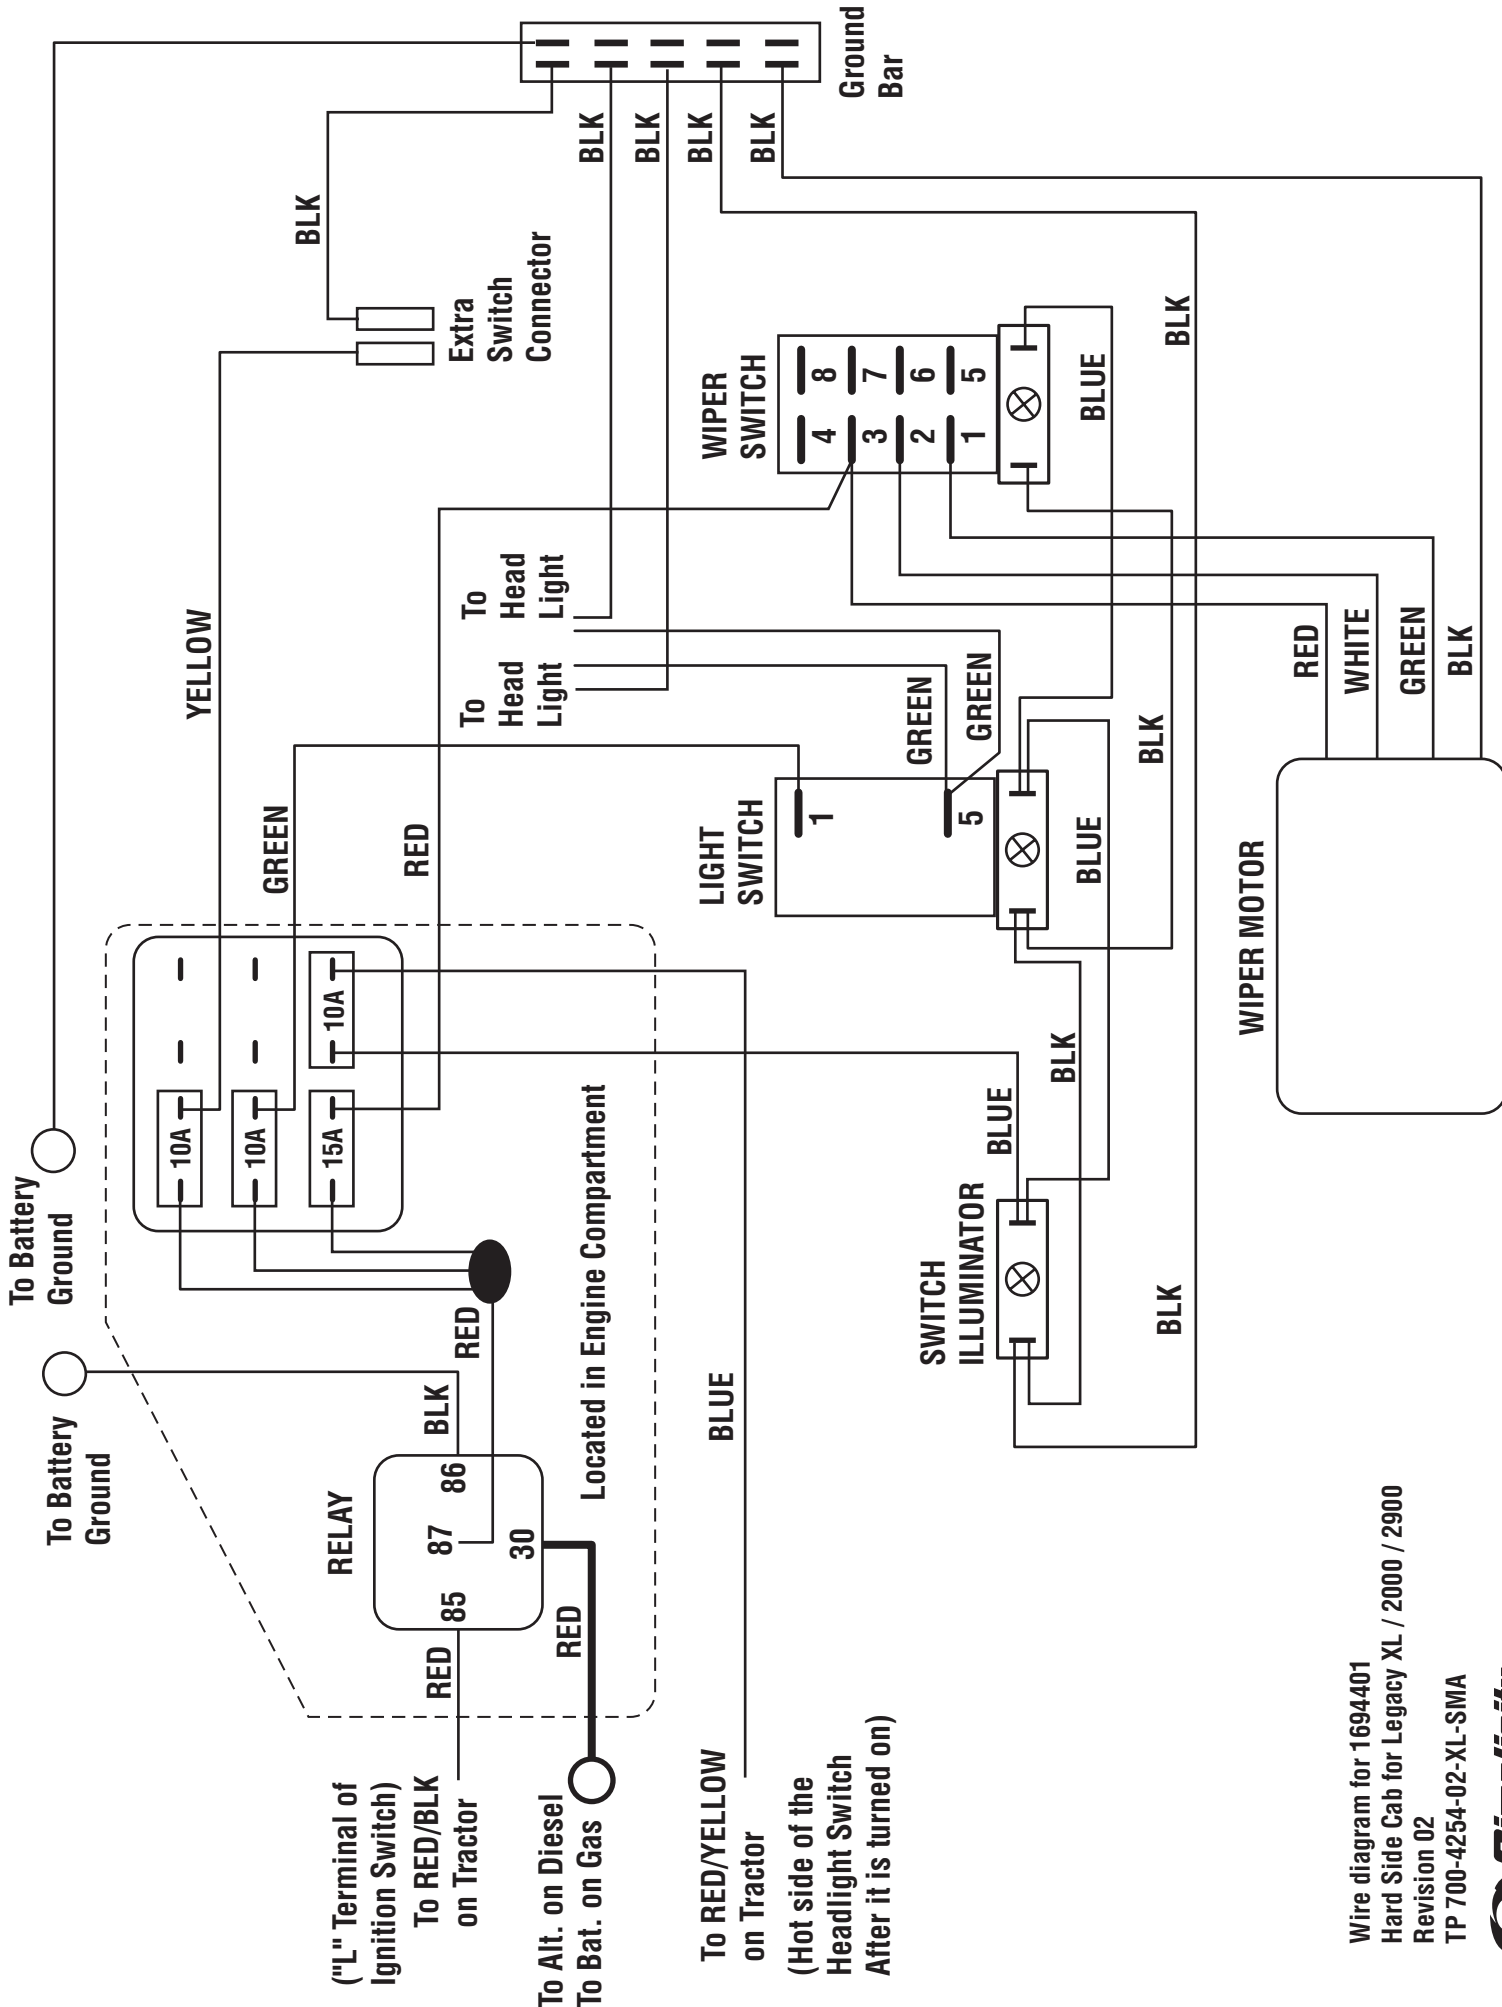 To Battery
Ground
To Battery
Ground
RELAY
85
87
86
30
RED
BLK
RED
RED
10A
10A
15A
10A
Located in Engine Compartment
("L" Terminal of
Ignition Switch)
To RED/BLK
on Tractor
To Alt. on Diesel
To Bat. on Gas
To RED/YELLOW
on Tractor
(Hot side of the
Headlight Switch
After it is turned on)
BLUE
YELLOW
GREEN
RED
BLK
Extra
Switch
Connector
Ground
Bar
BLK
BLK
BLK
BLK
To
Head
Light
To
Head
Light
LIGHT
SWITCH
1
5
GREEN
GREEN
WIPER
SWITCH
4
8
3
7
2
6
1
5
BLUE
BLK
SWITCH
ILLUMINATOR
BLUE
BLK
BLUE
BLK
BLK
WIPER MOTOR
RED
WHITE
GREEN
BLK
Wire diagram for 1694401
Hard Side Cab for Legacy XL / 2000 / 2900
Revision 02
TP 700-4254-02-XL-SMA